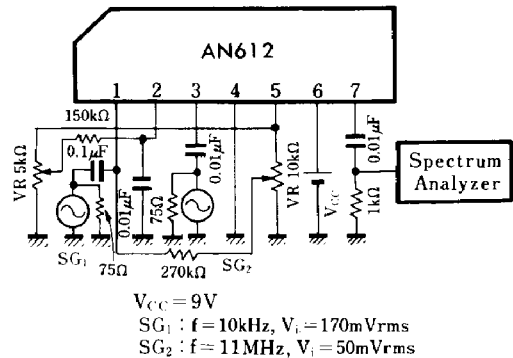 AN612
1 2 3 4 5 6 7
150kΩ
0.1μF
VR 5kΩ
0.01μF
0.01μF
75Ω
VR 10kΩ
VCC
0.01μF
1kΩ
Spectrum
Analyzer
SG1
75Ω
270kΩ
SG2
VCC=9V
SG1 : f=10kHz, Vi=170mVrms
SG2 : f=11MHz, Vi=50mVrms